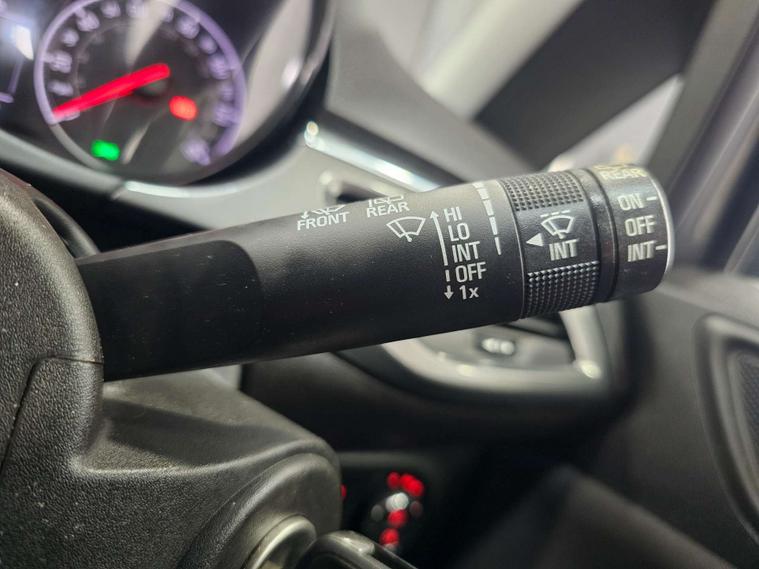 FRONT
REAR
HI
LO
INT
OFF
1x
INT
REAR
ON
OFF
INT